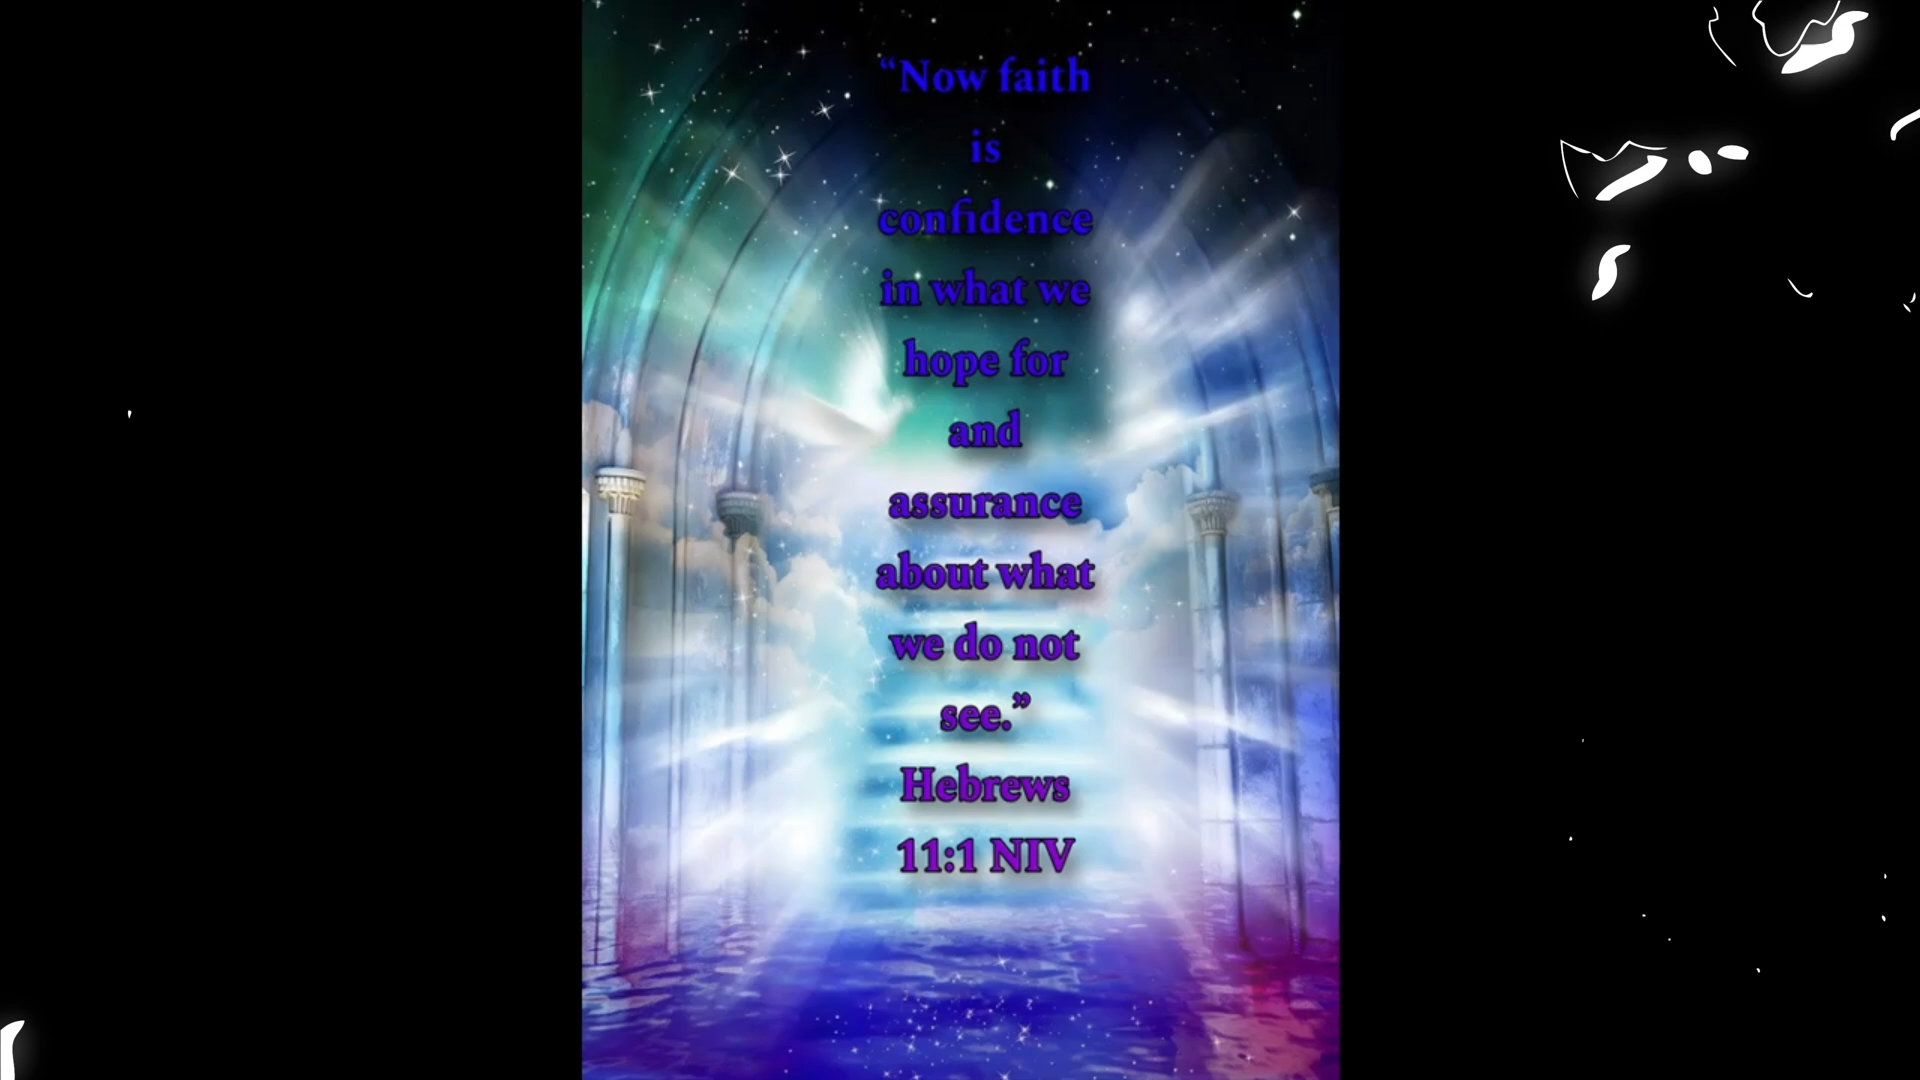 “Now faith
is
confidence
in what we
hope for
and
assurance
about what
we do not
see.”
Hebrews
11:1 NIV